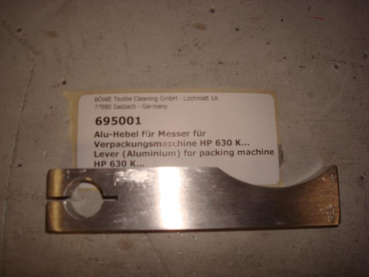 BÖWE Textile Cleaning GmbH - Lochmatt 1A
77880 Sasbach - Germany
695001
Alu-Hebel für Messer für
Verpackungsmaschine HP 630 K...
Lever (Aluminium) for packing machine
HP 630 K...